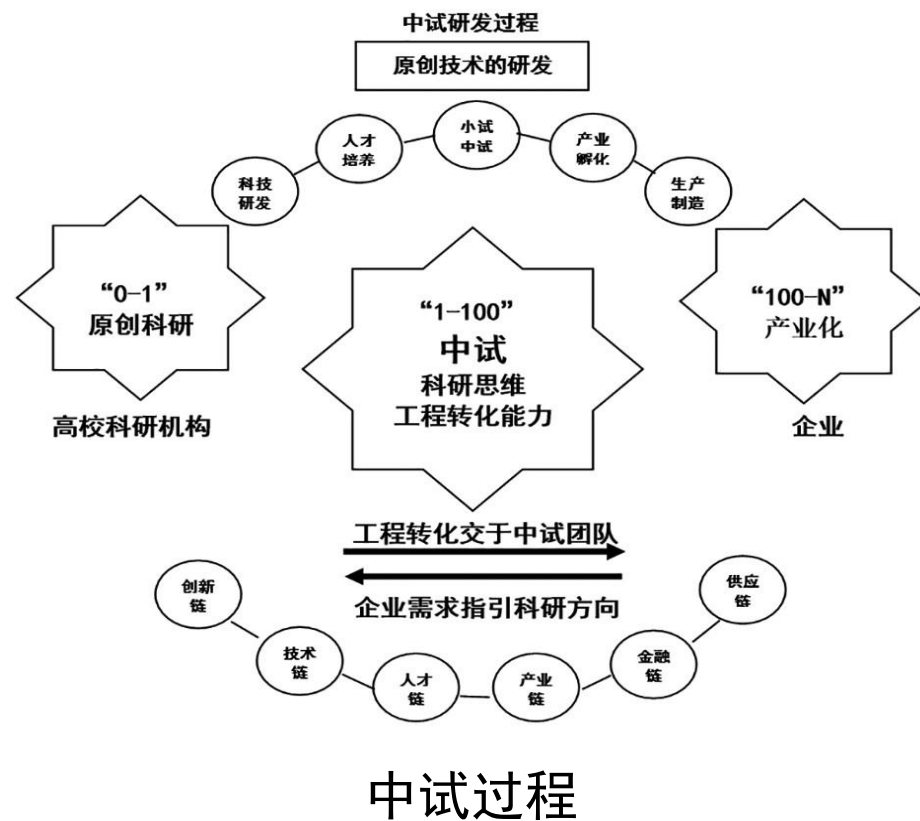 中试研发过程
原创技术的研发
科技
研发
人才
培养
小试
中试
产业
孵化
生产
制造
“0-1”
原创科研
高校科研机构
“1-100”
中试
科研思维
工程转化能力
“100-N”
产业化
企业
工程转化交于中试团队
企业需求指引科研方向
创新
链
技术
链
人才
链
产业
链
金融
链
供应
链
中试过程